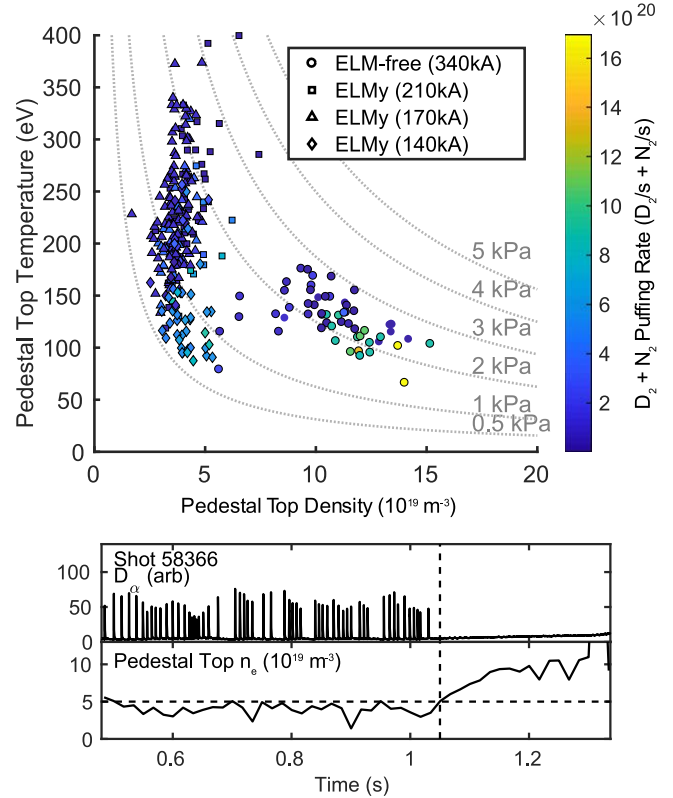 × 10 20
400
350
300
250
200
150
100
50
0
Pedestal Top Temperature (eV)
ELM-free (340kA)
ELMy (210kA)
ELMy (170kA)
ELMy (140kA)
5 kPa
4 kPa
3 kPa
2 kPa
1 kPa
0.5 kPa
0 5 10 15 20
Pedestal Top Density (10¹⁹ m⁻³)
16
14
12
10
8
6
4
2
D₂ + N₂ Puffing Rate (D₂/s + N₂/s)
Shot 58366
Dα (arb)
100
50
0
Pedestal Top nₑ (10¹⁹ m⁻³)
10
5
0
0.6 0.8 1 1.2
Time (s)